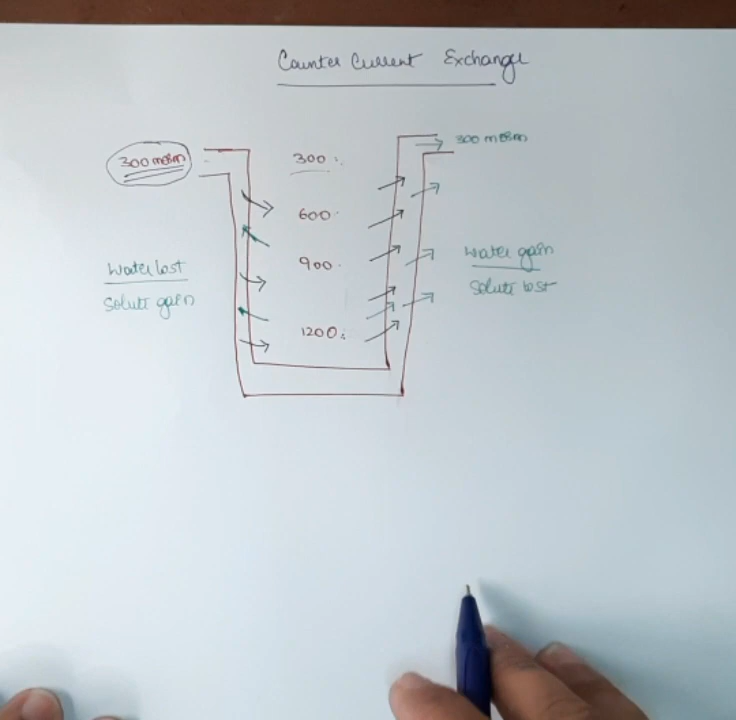 Counter Current Exchange
300 mosm
300
600
900
1200
300 mosm
Water lost
Solute gain
Water gain
Solute lost